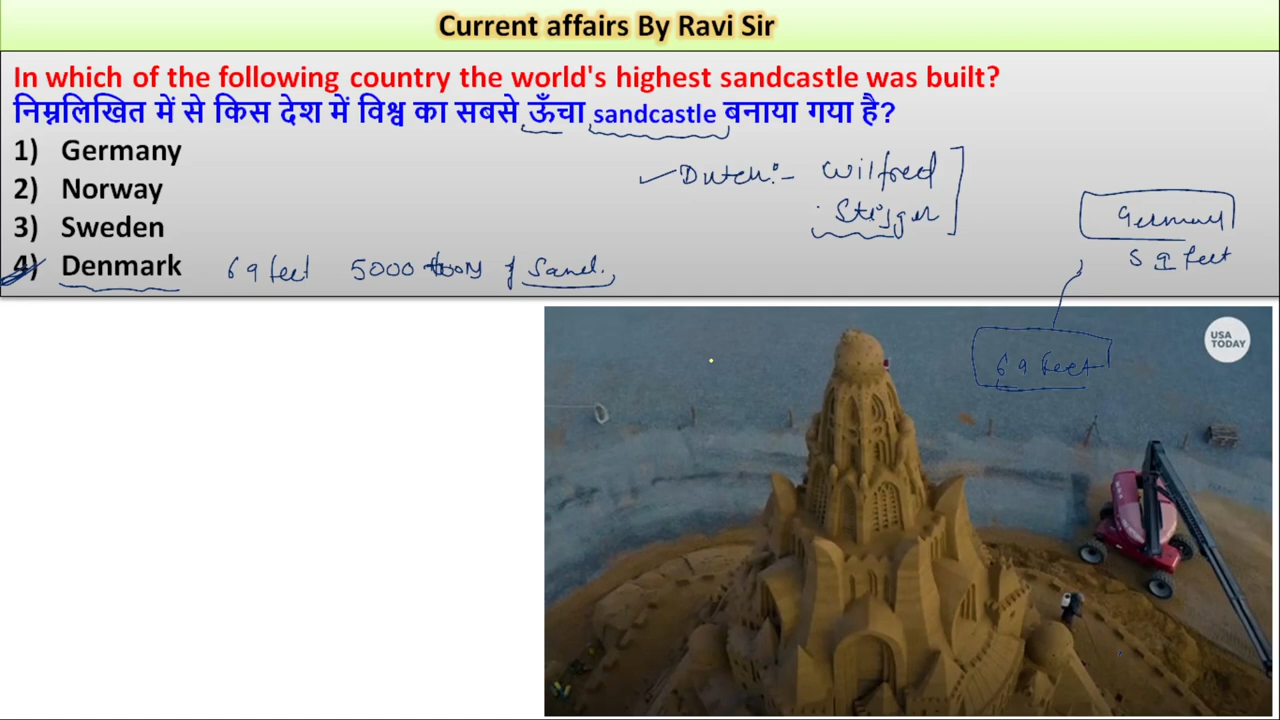 Current affairs By Ravi Sir
In which of the following country the world's highest sandcastle was built?
निम्नलिखित में से किस देश में विश्व का सबसे ऊँचा sandcastle बनाया गया है?
1) Germany
2) Norway
3) Sweden
4) Denmark 69 feet 5000 of Sand.
Dutch:- Wilfred
Stijger
Germany
feet
69 feet
USA
TODAY